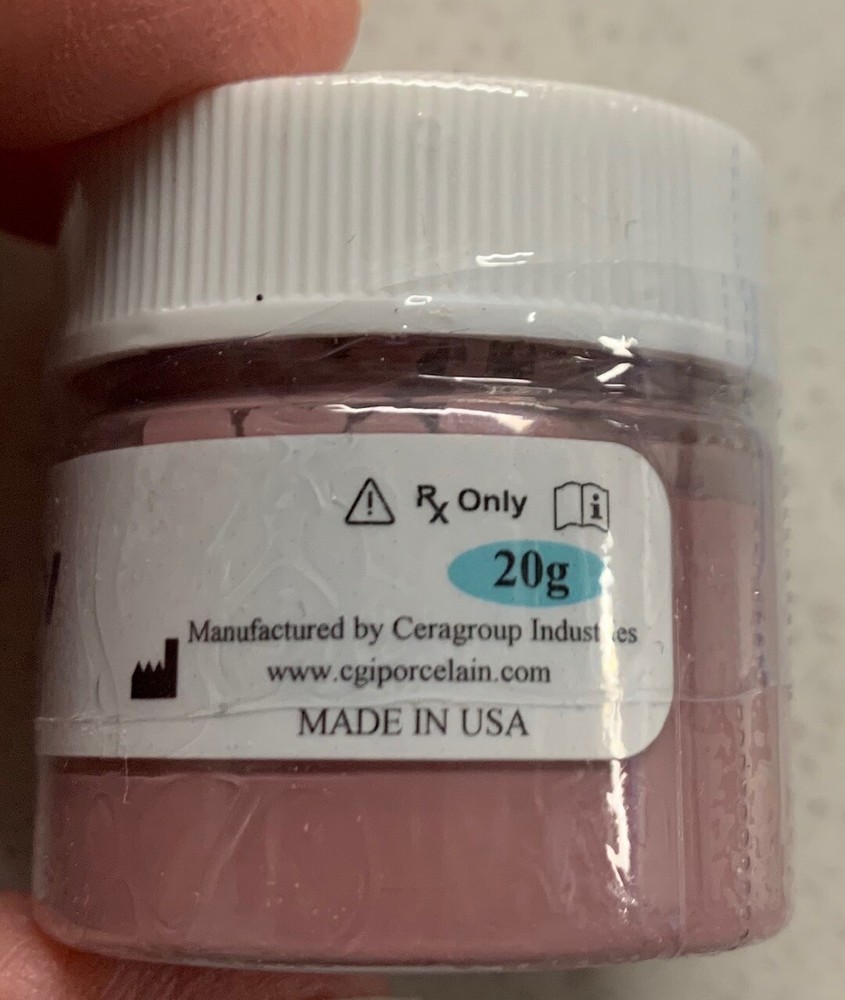 Rx Only
20g
Manufactured by Ceragroup Industries
www.cgiporcelain.com
MADE IN USA